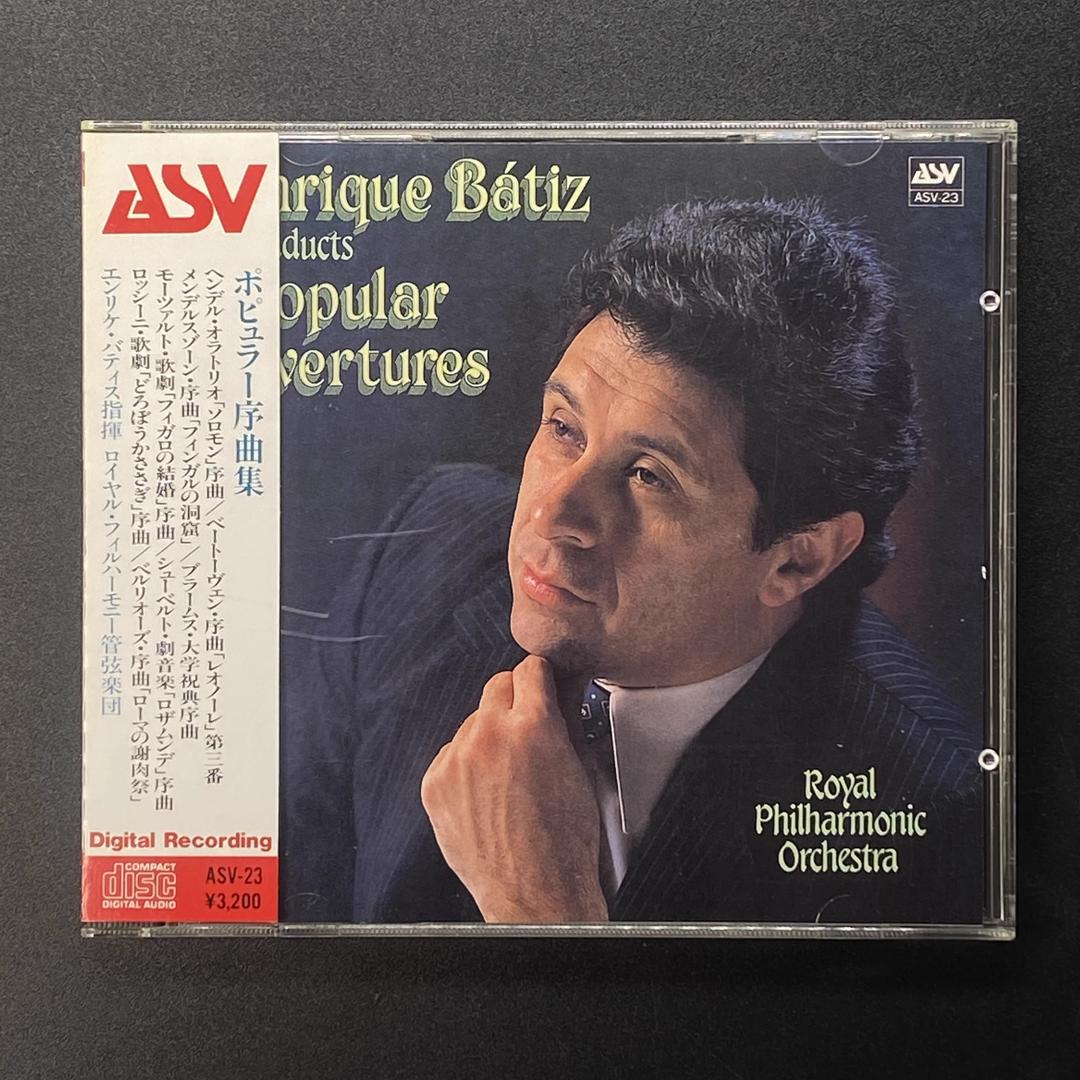 ASV
ポピュラー序曲集
ヘンデル・オラトリオ「ソロモン」序曲/ベートーヴェン・序曲「レオノーレ」第三番
メンデルスゾーン・序曲「フィンガルの洞窟」/ブラームス・大学祝典序曲
モーツァルト・歌劇「フィガロの結婚」序曲/シューベルト・劇音楽「ロザムンデ」序曲
ロッシーニ・歌劇「どろぼうかささぎ」序曲/ベルリオーズ・序曲「ローマの謝肉祭」
エンリケ・バティス指揮 ロイヤル・フィルハーモニー管弦楽団
Digital Recording
COMPACT
disc
DIGITAL AUDIO
ASV-23
¥3,200
nrique Bátiz
ducts
opular
vertures
ASV
ASV-23
Royal
Philharmonic
Orchestra